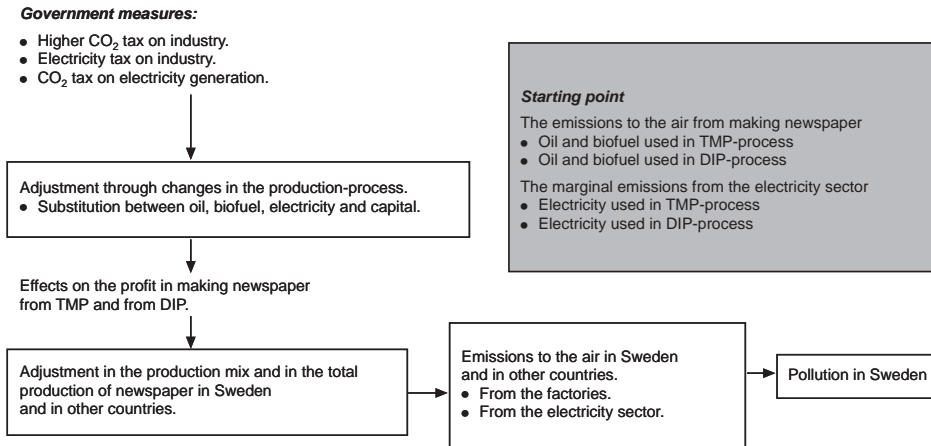 Government measures:
• Higher CO₂ tax on industry.
• Electricity tax on industry.
• CO₂ tax on electricity generation.
Starting point
The emissions to the air from making newspaper
• Oil and biofuel used in TMP-process
• Oil and biofuel used in DIP-process
The marginal emissions from the electricity sector
• Electricity used in TMP-process
• Electricity used in DIP-process
Adjustment through changes in the production-process.
• Substitution between oil, biofuel, electricity and capital.
Effects on the profit in making newspaper
from TMP and from DIP.
Adjustment in the production mix and in the total
production of newspaper in Sweden
and in other countries.
Emissions to the air in Sweden
and in other countries.
• From the factories.
• From the electricity sector.
Pollution in Sweden